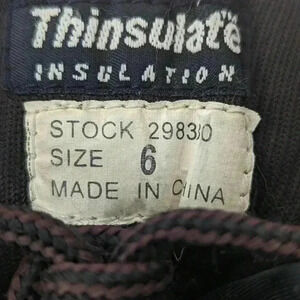 Thinsulate
INSULATION
STOCK 29830
SIZE 6
MADE IN CHINA